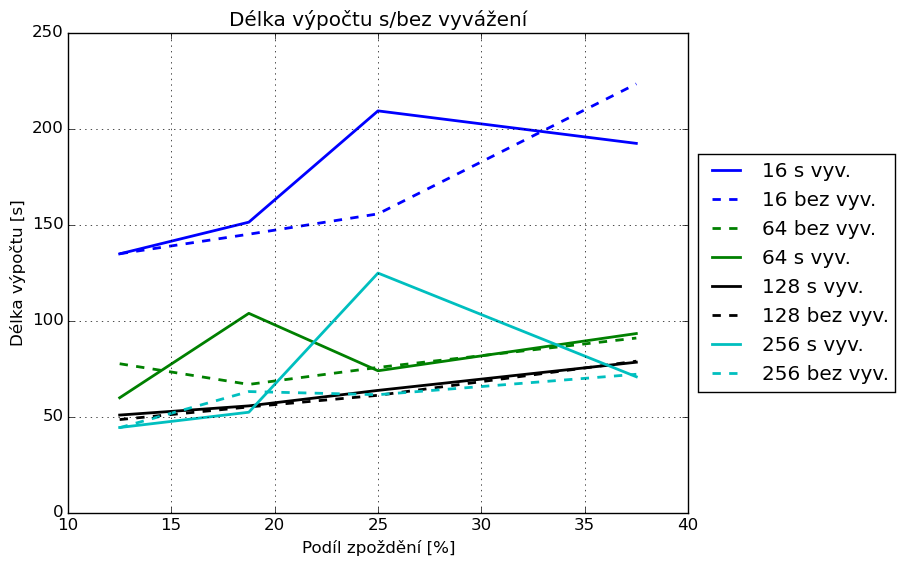 Délka výpočtu s/bez vyvážení
250
200
150
100
50
0
10 15 20 25 30 35 40
Délka výpočtu [s]
Podíl zpoždění [%]
16 s vyv.
16 bez vyv.
64 bez vyv.
64 s vyv.
128 s vyv.
128 bez vyv.
256 s vyv.
256 bez vyv.